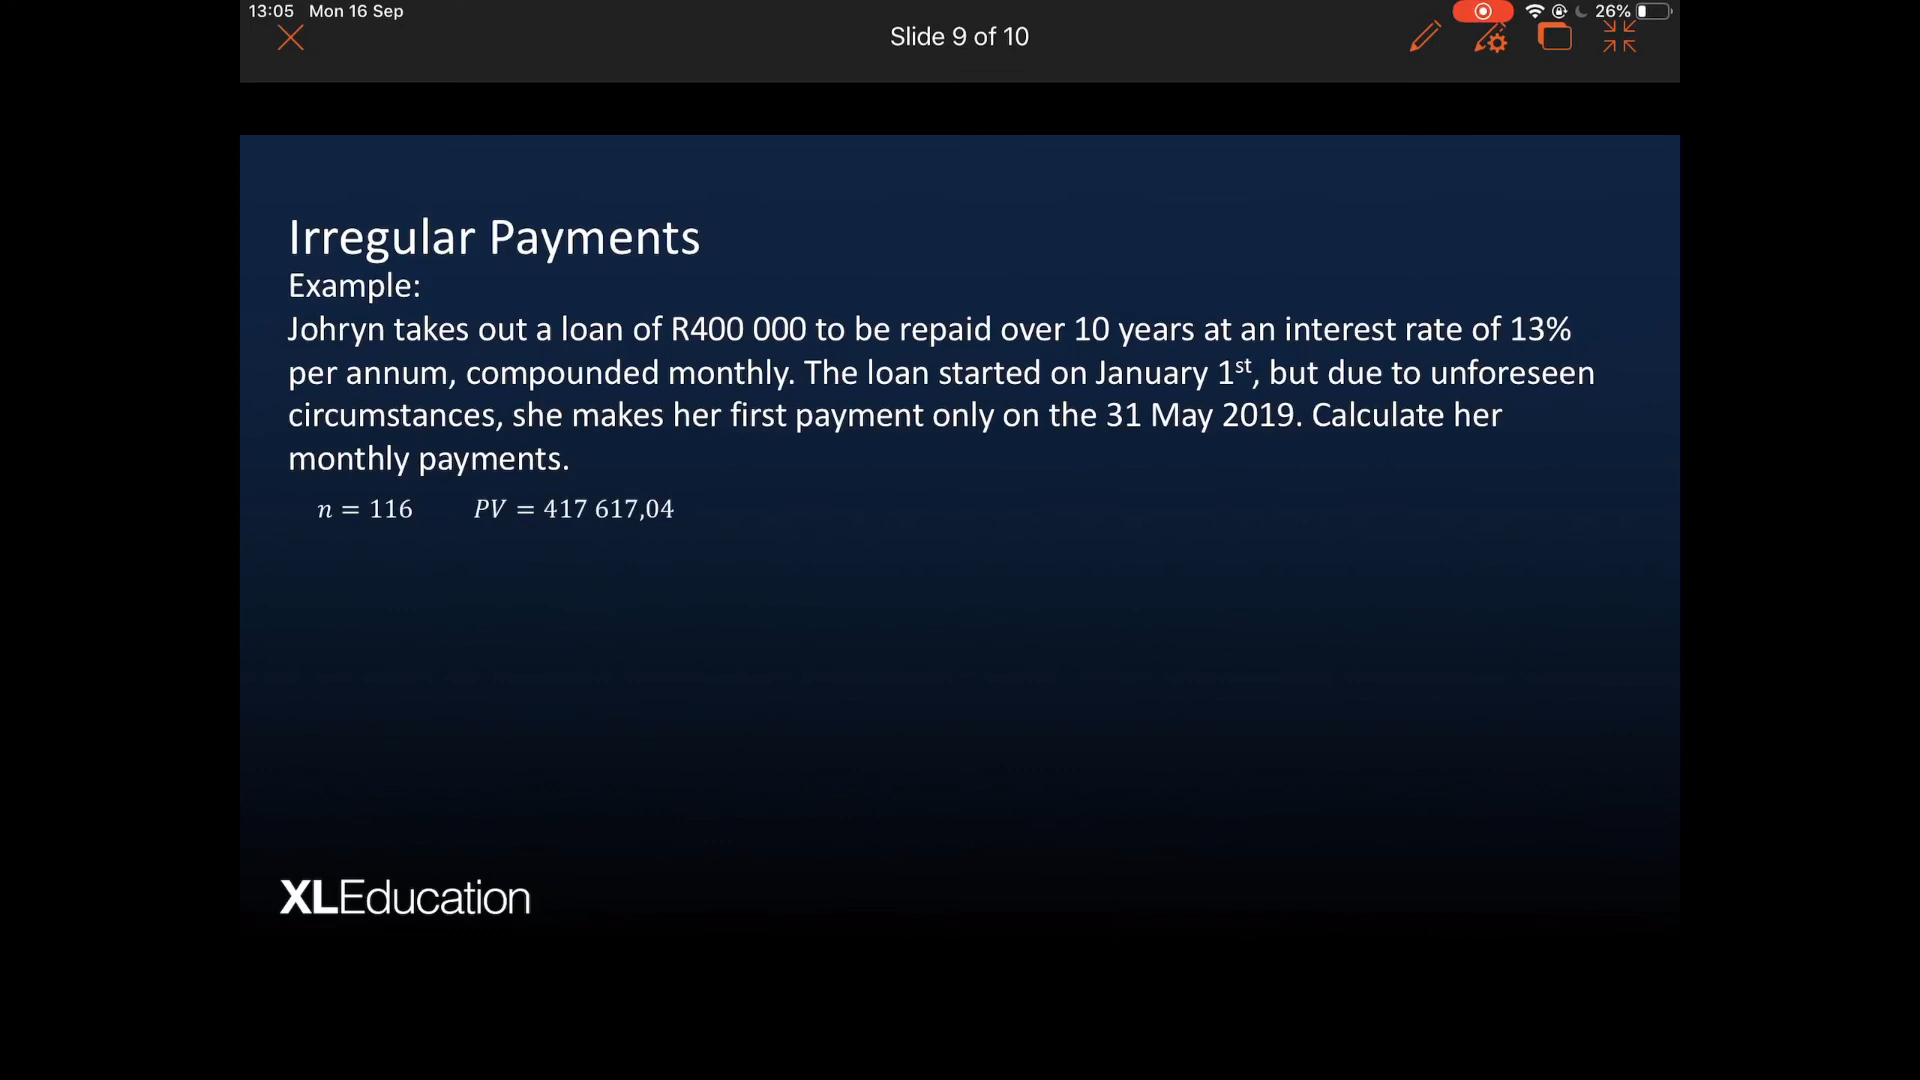 13:05 Mon 16 Sep
26%
Slide 9 of 10
Irregular Payments
Example:
Johryn takes out a loan of R400 000 to be repaid over 10 years at an interest rate of 13%
per annum, compounded monthly. The loan started on January 1st, but due to unforeseen
circumstances, she makes her first payment only on the 31 May 2019. Calculate her
monthly payments.
n = 116 PV = 417 617,04
XLEducation